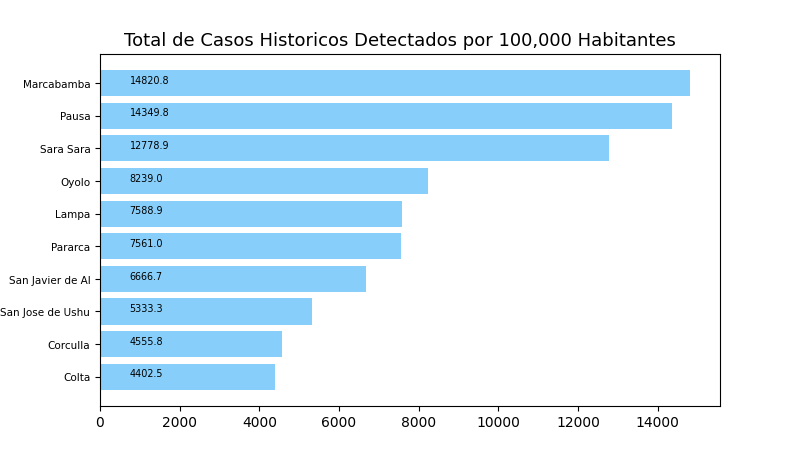 Total de Casos Historicos Detectados por 100,000 Habitantes
Marcabamba 14820.8
Pausa 14349.8
Sara Sara 12778.9
Oyolo 8239.0
Lampa 7588.9
Pararca 7561.0
San Javier de Al 6666.7
San Jose de Ushu 5333.3
Corculla 4555.8
Colta 4402.5
0 2000 4000 6000 8000 10000 12000 14000